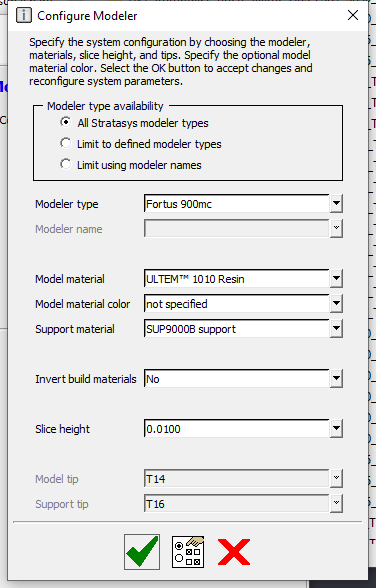 Configure Modeler
Specify the system configuration by choosing the modeler,
materials, slice height, and tips. Specify the optional model
material color. Select the OK button to accept changes and
reconfigure system parameters.
Modeler type availability
All Stratasys modeler types
Limit to defined modeler types
Limit using modeler names
Modeler type Fortus 900mc
Modeler name
Model material ULTEM™ 1010 Resin
Model material color not specified
Support material SUP9000B support
Invert build materials No
Slice height 0.0100
Model tip T14
Support tip T16